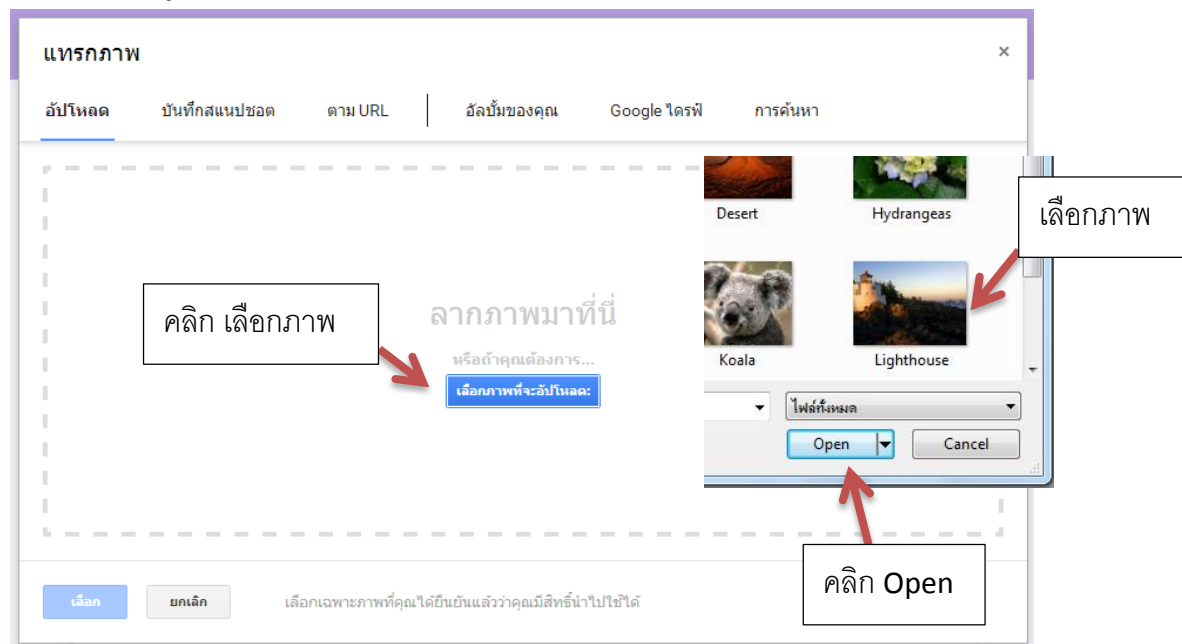 แทรกภาพ
×
อัปโหลด บันทึกสแนปชอต ตาม URL อัลบั้มของคุณ Google ไดรฟ์ การค้นหา
Desert Hydrangeas
เลือกภาพ
คลิก เลือกภาพ
ลากภาพมาที่นี่
หรือถ้าคุณต้องการ...
เลือกภาพที่จะอัปโหลด:
Koala Lighthouse
ไฟล์ทั้งหมด
Open Cancel
คลิก Open
เลือก ยกเลิก เลือกเฉพาะภาพที่คุณได้ยืนยันแล้วว่าคุณมีสิทธิ์นำไปใช้ได้